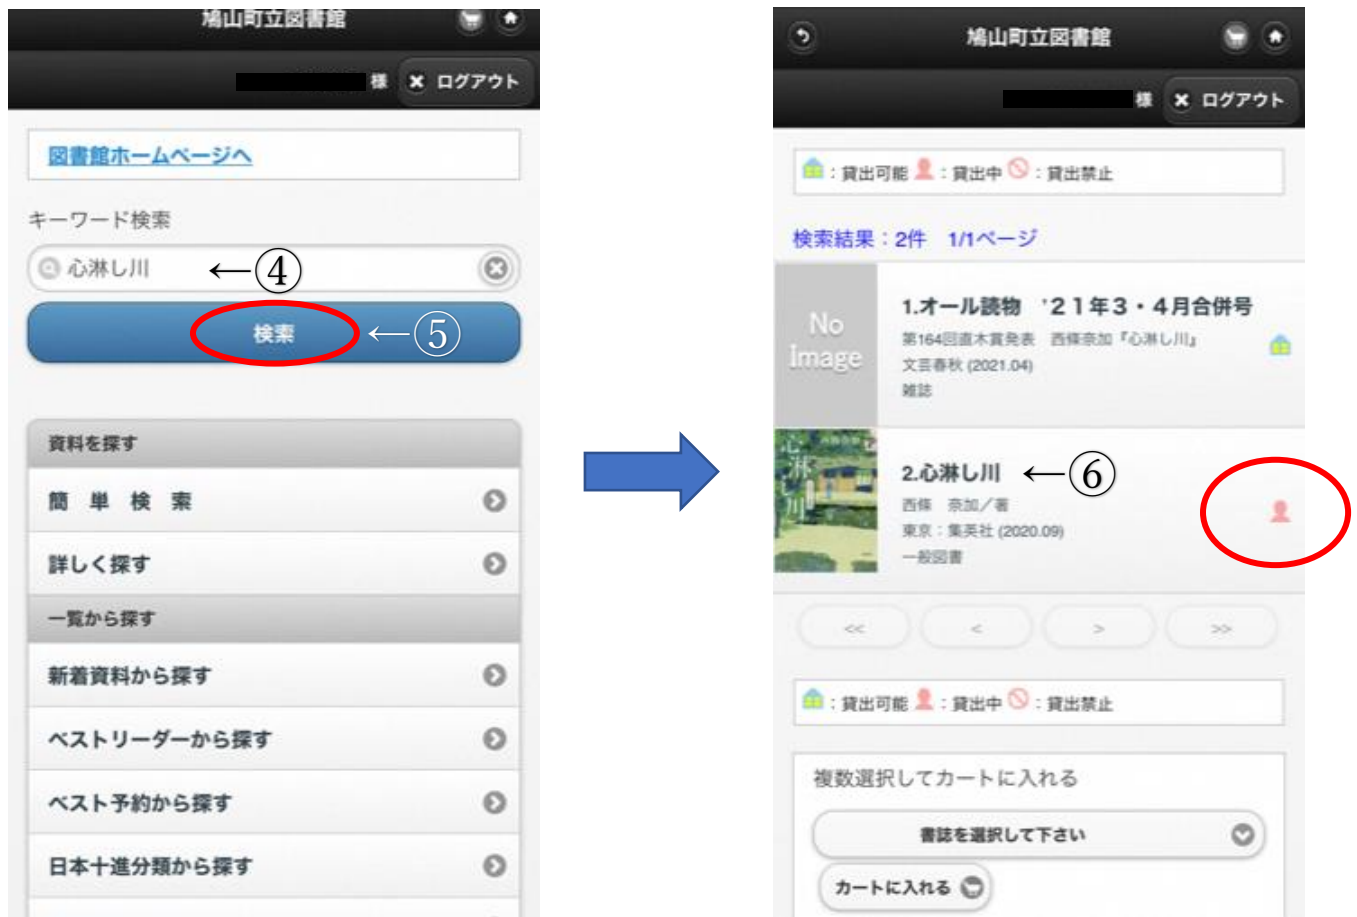 鳩山町立図書館
様 ログアウト
図書館ホームページへ
キーワード検索
心淋し川 ←④
検索 ←⑤
資料を探す
簡 単 検 索
詳しく探す
一覧から探す
新着資料から探す
ベストリーダーから探す
ベスト予約から探す
日本十進分類から探す
鳩山町立図書館
様 ログアウト
：貸出可能 ：貸出中 ：貸出禁止
検索結果：2件 1/1ページ
No
Image
1.オール読物 '２１年３・４月合併号
第164回直木賞発表 西條奈加『心淋し川』
文芸春秋 (2021.04)
雑誌
心淋し川
2.心淋し川 ←⑥
西條 奈加／著
東京：集英社 (2020.09)
一般図書
<< < > >>
：貸出可能 ：貸出中 ：貸出禁止
複数選択してカートに入れる
書誌を選択して下さい
カートに入れる